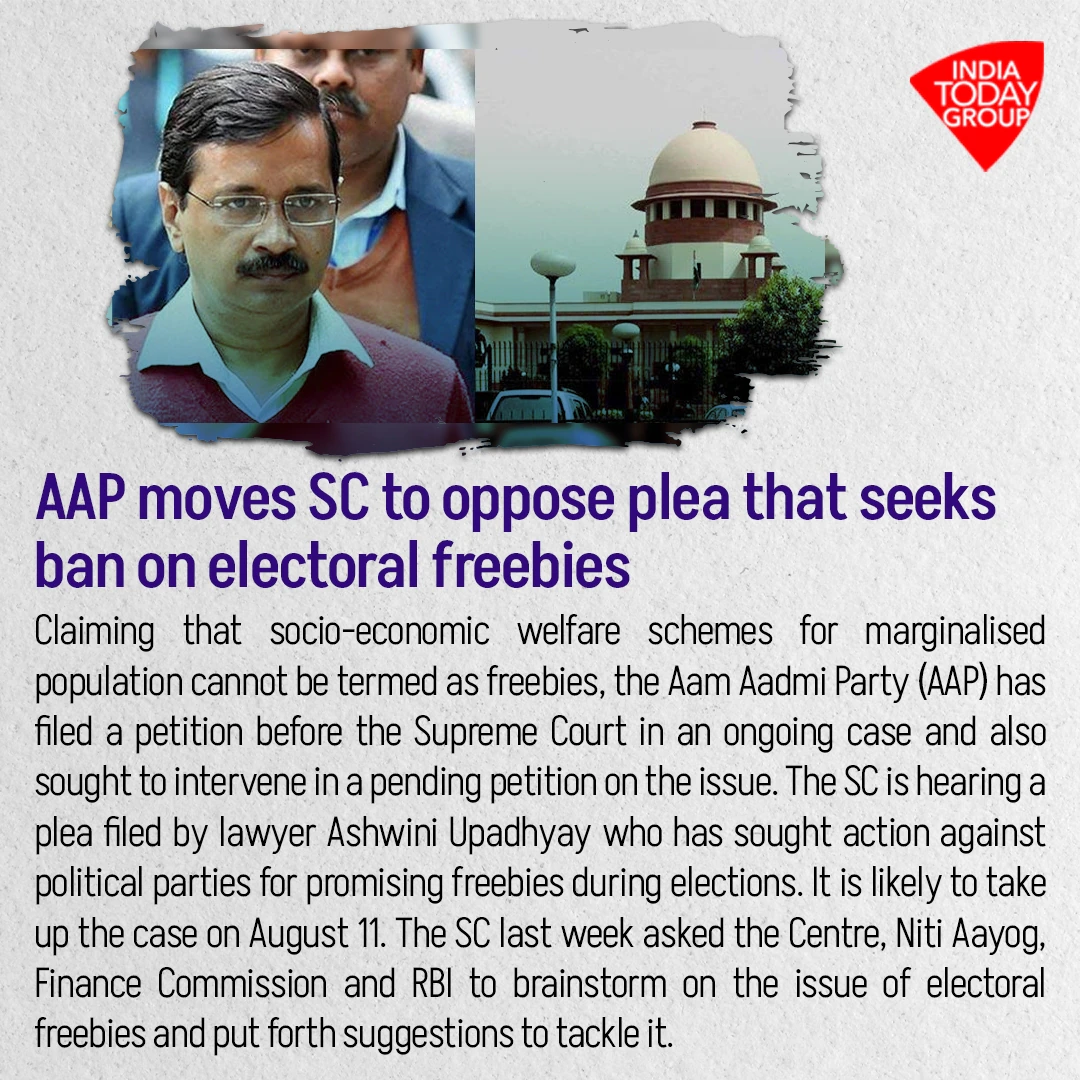 INDIA
TODAY
GROUP
AAP moves SC to oppose plea that seeks
ban on electoral freebies
Claiming that socio-economic welfare schemes for marginalised
population cannot be termed as freebies, the Aam Aadmi Party (AAP) has
filed a petition before the Supreme Court in an ongoing case and also
sought to intervene in a pending petition on the issue. The SC is hearing a
plea filed by lawyer Ashwini Upadhyay who has sought action against
political parties for promising freebies during elections. It is likely to take
up the case on August 11. The SC last week asked the Centre, Niti Aayog,
Finance Commission and RBI to brainstorm on the issue of electoral
freebies and put forth suggestions to tackle it.